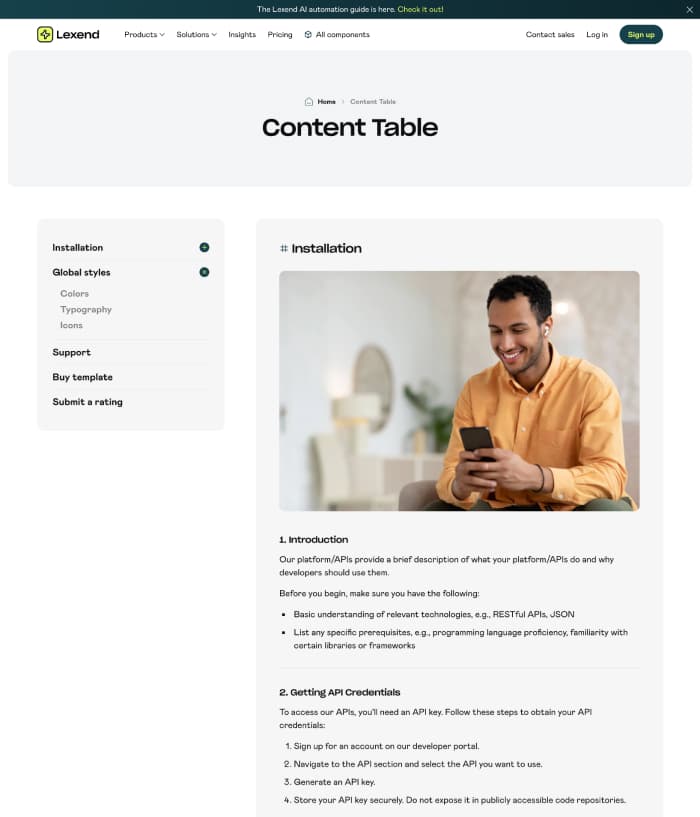 The Lexend AI automation guide is here. Check it out!
Lexend
Products
Solutions
Insights
Pricing
All components
Contact sales
Log in
Sign up
Home
Content Table
Content Table
Installation
Global styles
Colors
Typography
Icons
Support
Buy template
Submit a rating
# Installation
1. Introduction
Our platform/APIs provide a brief description of what your platform/APIs do and why
developers should use them.
Before you begin, make sure you have the following:
▪ Basic understanding of relevant technologies, e.g., RESTful APIs, JSON
▪ List any specific prerequisites, e.g., programming language proficiency, familiarity with
certain libraries or frameworks
2. Getting API Credentials
To access our APIs, you'll need an API key. Follow these steps to obtain your API
credentials:
1. Sign up for an account on our developer portal.
2. Navigate to the API section and select the API you want to use.
3. Generate an API key.
4. Store your API key securely. Do not expose it in publicly accessible code repositories.